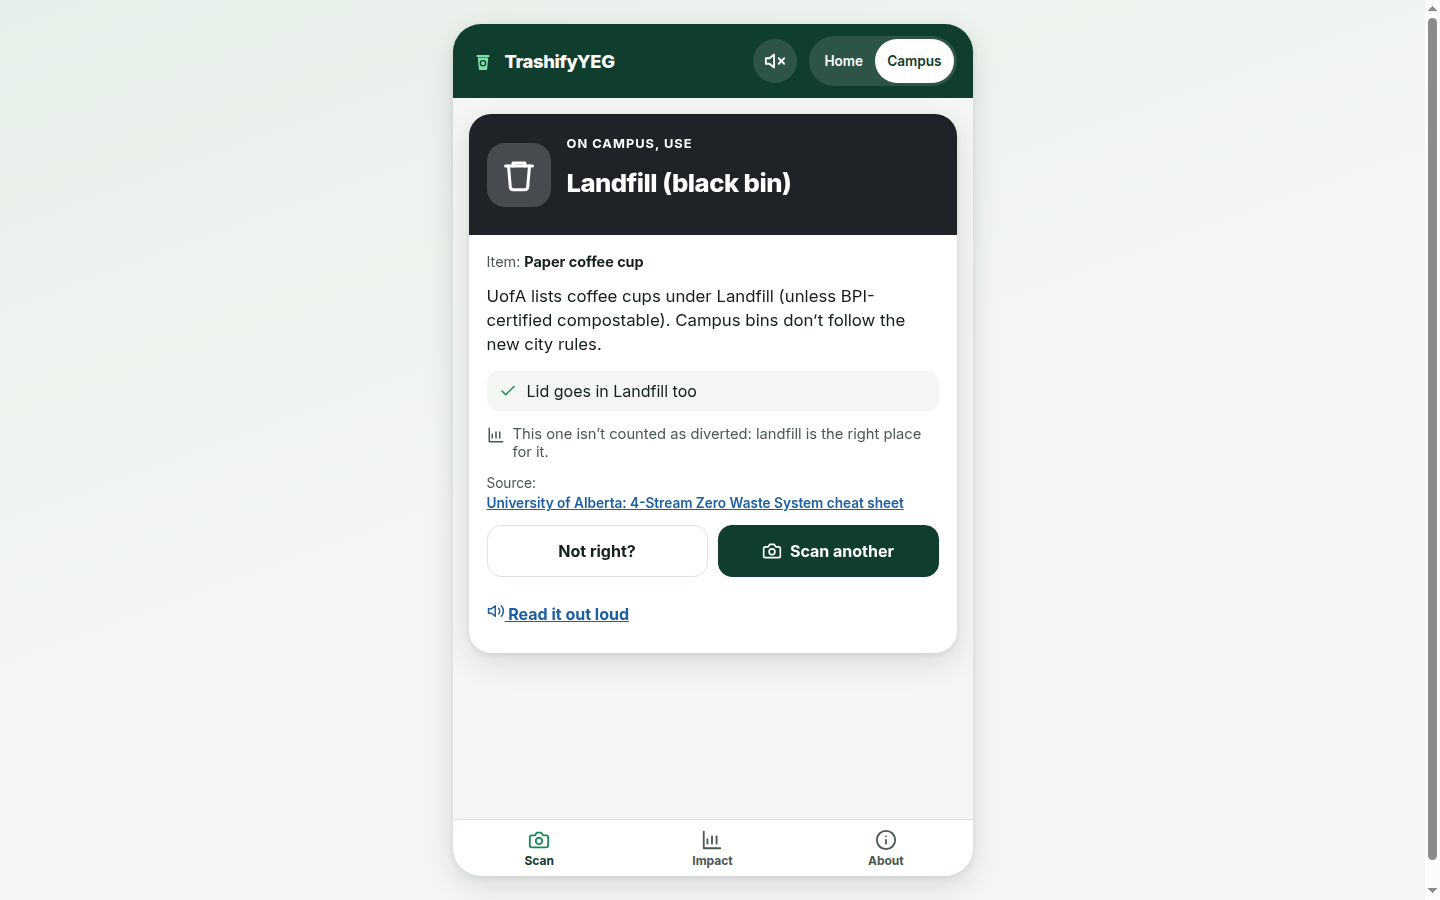 TrashifyYEG
Home
Campus
ON CAMPUS, USE
Landfill (black bin)
Item: Paper coffee cup
UofA lists coffee cups under Landfill (unless BPI-
certified compostable). Campus bins don’t follow the
new city rules.
Lid goes in Landfill too
This one isn’t counted as diverted: landfill is the right place
for it.
Source:
University of Alberta: 4-Stream Zero Waste System cheat sheet
Not right?
Scan another
Read it out loud
Scan
Impact
About